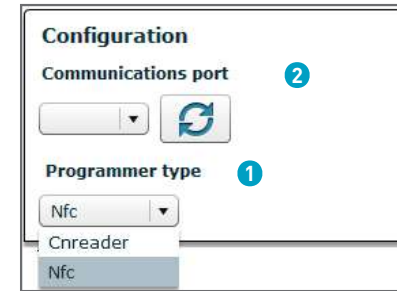 Configuration
Communications port 2
Programmer type 1
Nfc
Cnreader
Nfc